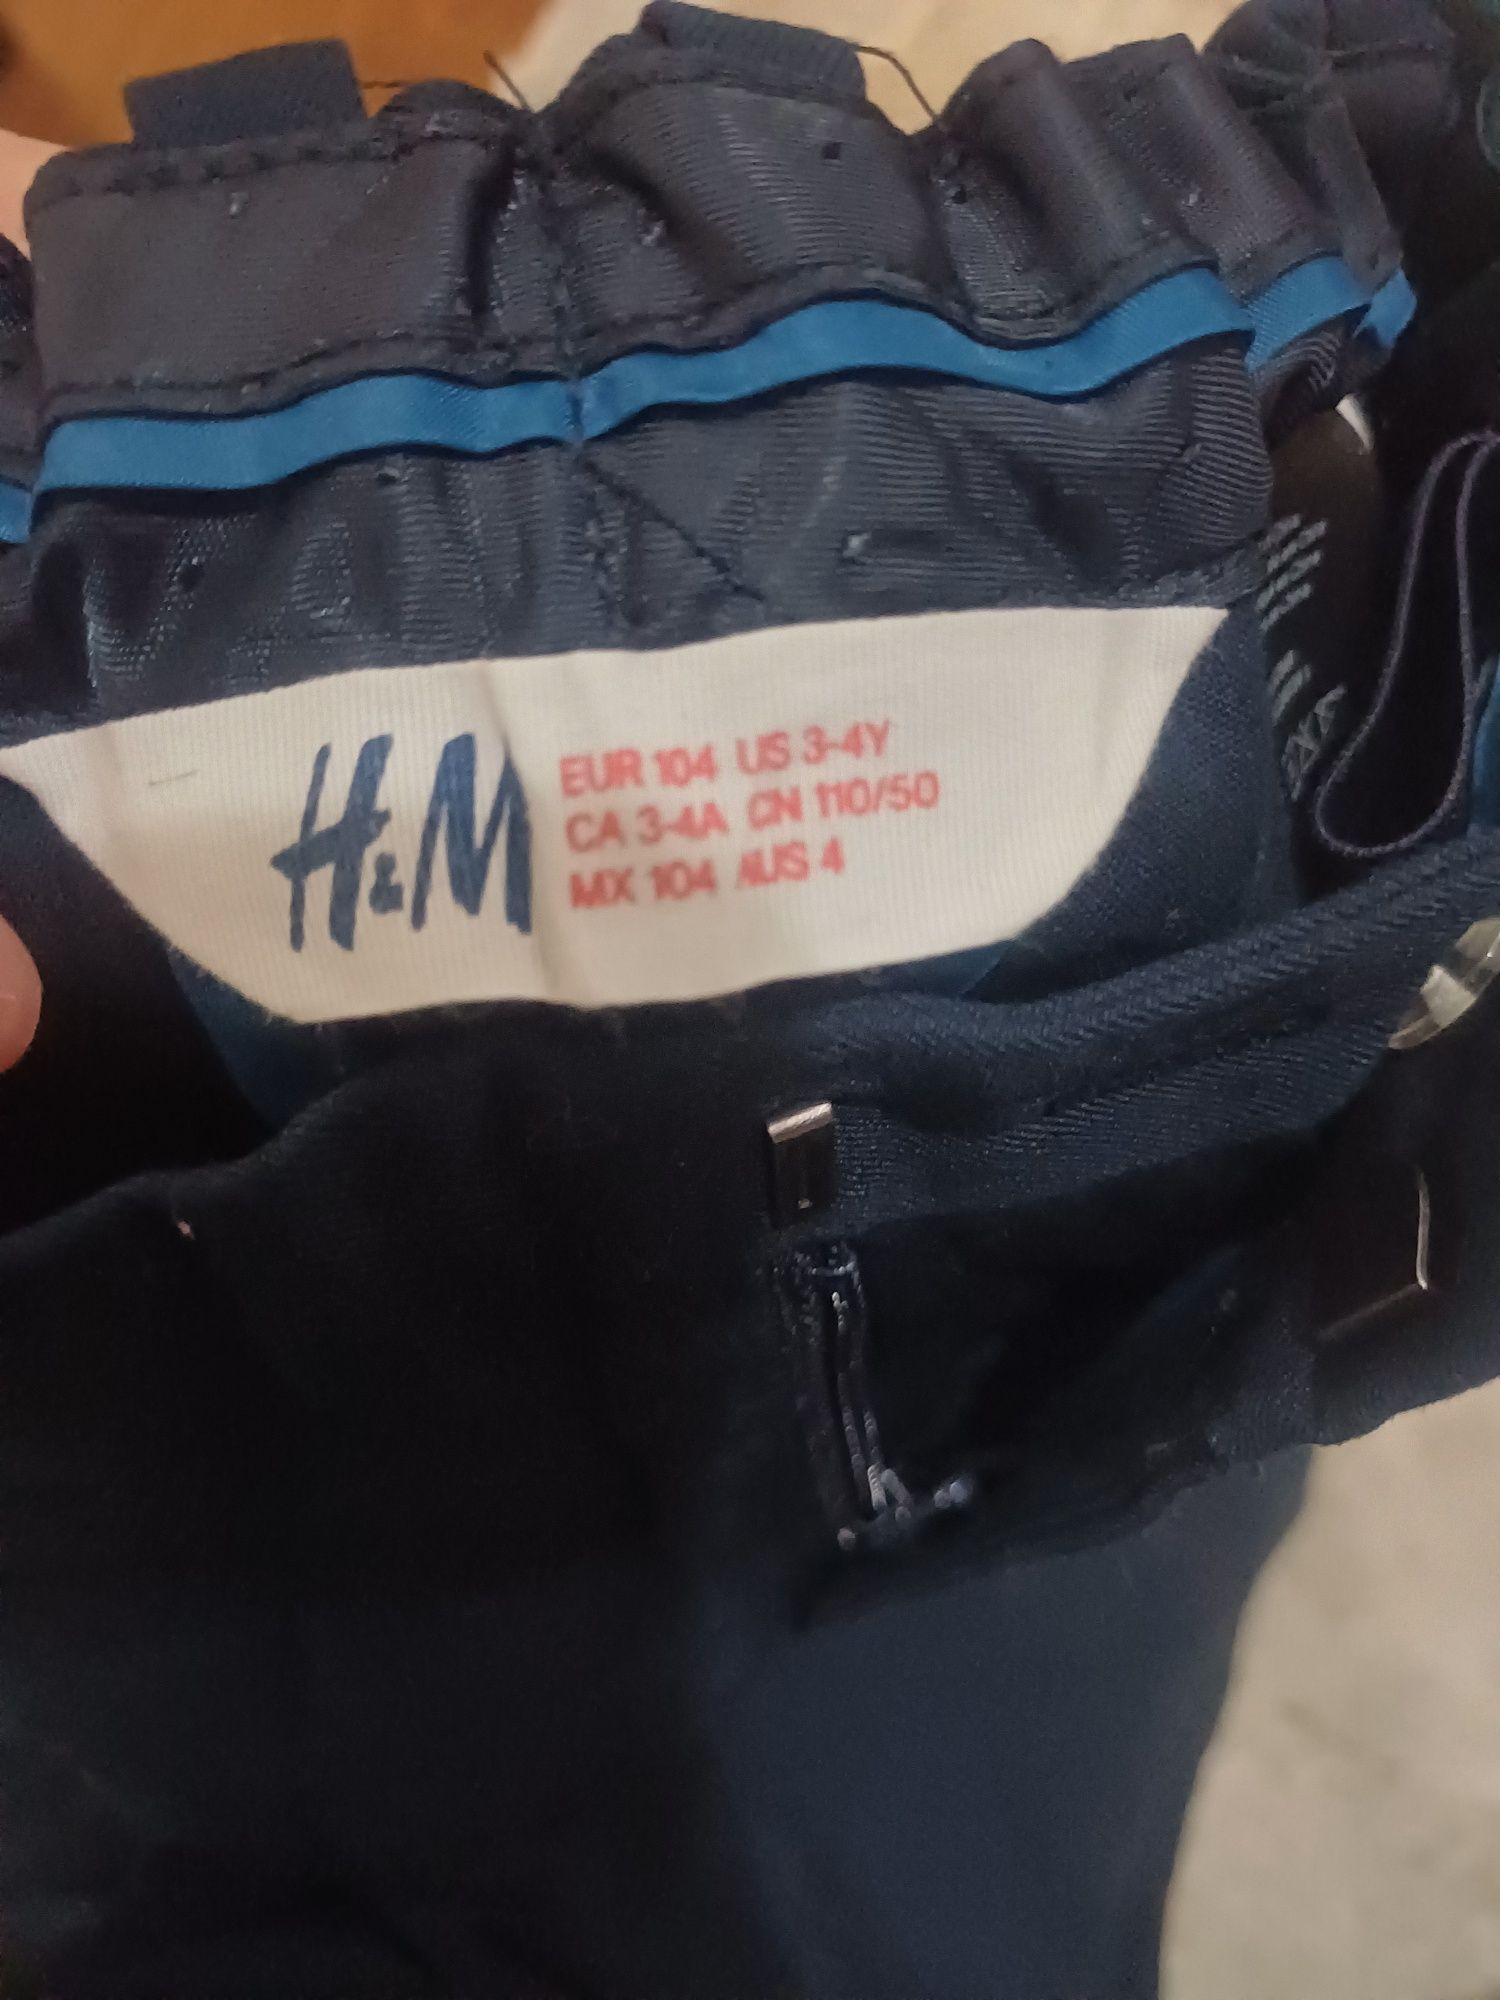 H&M
EUR 104 US 3-4Y
CA 3-4A CN 110/50
MX 104 AUS 4